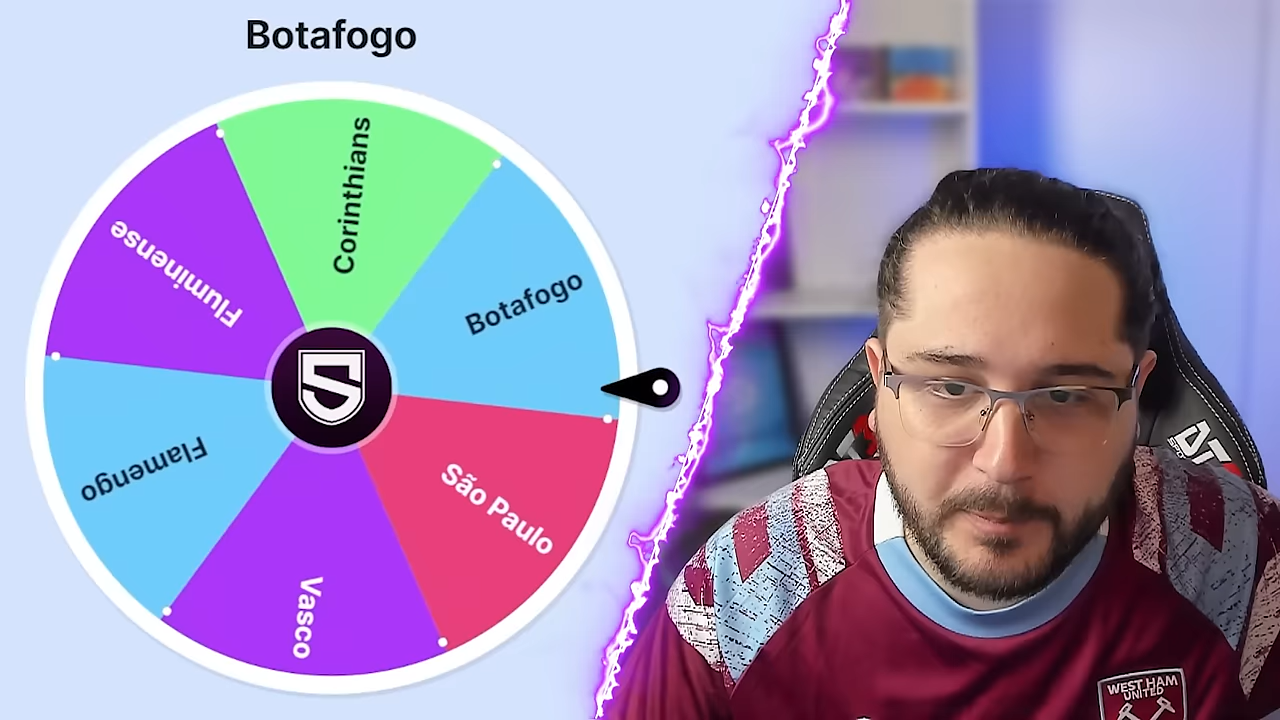 Botafogo
Corinthians
Botafogo
São Paulo
Vasco
Flamengo
Fluminense
WEST HAM
UNITED